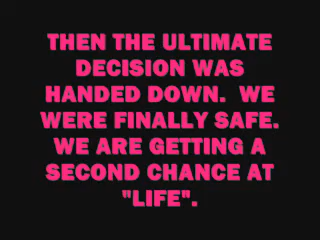 THEN THE ULTIMATE
DECISION WAS
HANDED DOWN.  WE
WERE FINALLY SAFE.
WE ARE GETTING A
SECOND CHANCE AT
"LIFE".